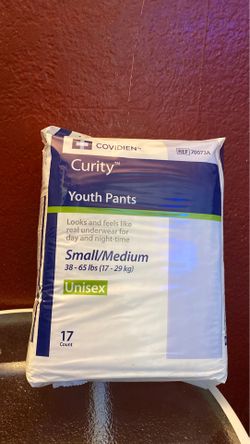 COVIDIEN™
REF 70073A
Curity™
Youth Pants
Looks and feels like
real underwear for
day and night-time
Small/Medium
38 - 65 lbs (17 - 29 kg)
Unisex
17
Count